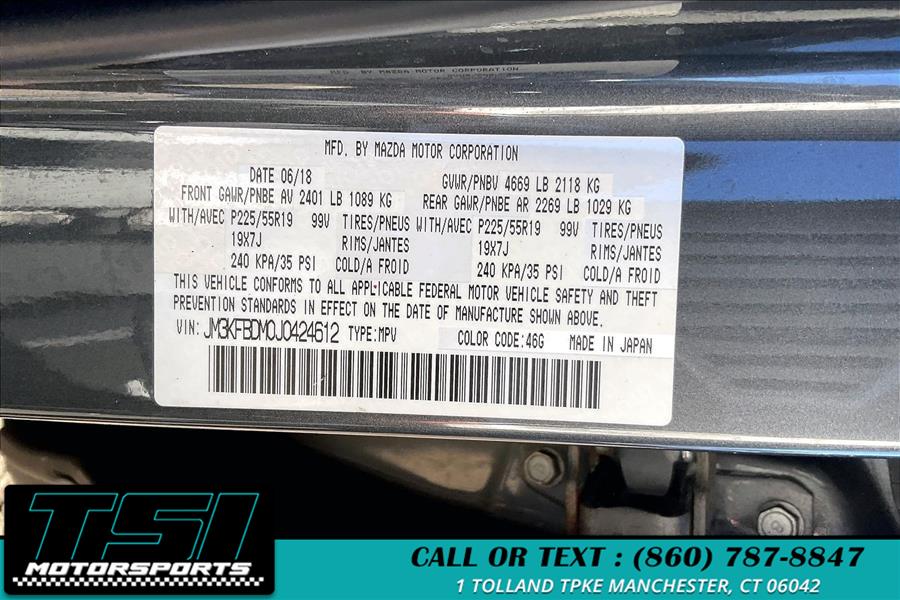 MFD. BY MAZDA MOTOR CORPORATION
MFD. BY MAZDA MOTOR CORPORATION
DATE 06/18 GVWR/PNBV 4669 LB 2118 KG
FRONT GAWR/PNBE AV 2401 LB 1089 KG REAR GAWR/PNBE AR 2269 LB 1029 KG
WITH/AVEC P225/55R19 99V TIRES/PNEUS WITH/AVEC P225/55R19 99V TIRES/PNEUS
19X7J RIMS/JANTES 19X7J RIMS/JANTES
240 KPA/35 PSI COLD/A FROID 240 KPA/35 PSI COLD/A FROID
THIS VEHICLE CONFORMS TO ALL APPLICABLE FEDERAL MOTOR VEHICLE SAFETY AND THEFT
PREVENTION STANDARDS IN EFFECT ON THE DATE OF MANUFACTURE SHOWN ABOVE.
VIN: JM3KFBDM0J0424612 TYPE:MPV COLOR CODE:46G MADE IN JAPAN
TSI
MOTORSPORTS
CALL OR TEXT : (860) 787-8847
1 TOLLAND TPKE MANCHESTER, CT 06042